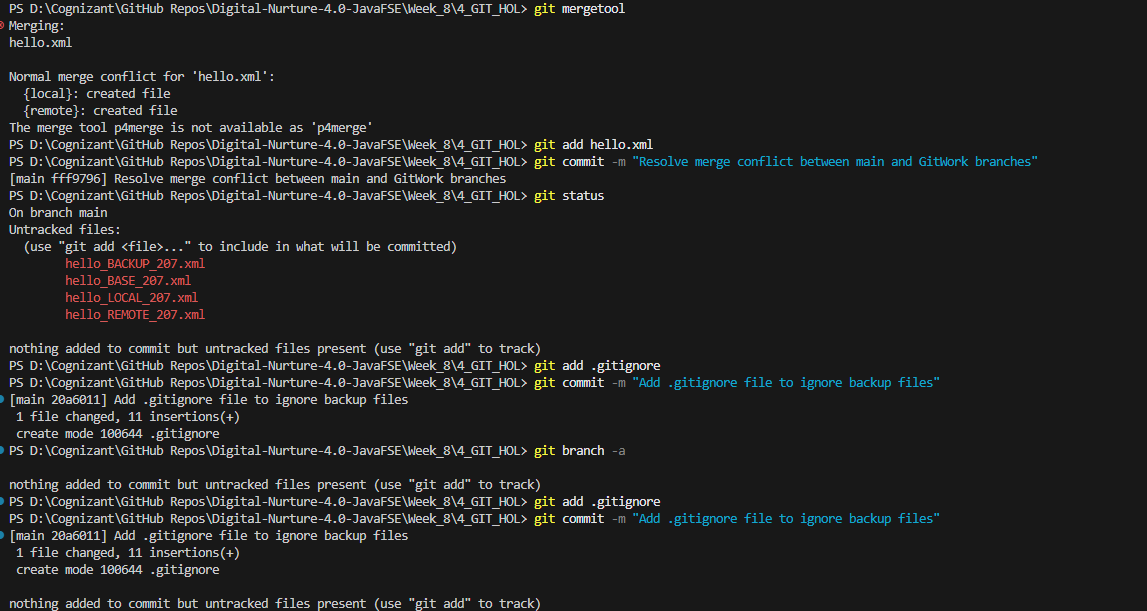 PS D:\Cognizant\GitHub Repos\Digital-Nurture-4.0-JavaFSE\Week_8\4_GIT_HOL> git mergetool
Merging:
hello.xml

Normal merge conflict for 'hello.xml':
  {local}: created file
  {remote}: created file
The merge tool p4merge is not available as 'p4merge'
PS D:\Cognizant\GitHub Repos\Digital-Nurture-4.0-JavaFSE\Week_8\4_GIT_HOL> git add hello.xml
PS D:\Cognizant\GitHub Repos\Digital-Nurture-4.0-JavaFSE\Week_8\4_GIT_HOL> git commit -m "Resolve merge conflict between main and GitWork branches"
[main fff9796] Resolve merge conflict between main and GitWork branches
PS D:\Cognizant\GitHub Repos\Digital-Nurture-4.0-JavaFSE\Week_8\4_GIT_HOL> git status
On branch main
Untracked files:
  (use "git add <file>..." to include in what will be committed)
        hello_BACKUP_207.xml
        hello_BASE_207.xml
        hello_LOCAL_207.xml
        hello_REMOTE_207.xml

nothing added to commit but untracked files present (use "git add" to track)
PS D:\Cognizant\GitHub Repos\Digital-Nurture-4.0-JavaFSE\Week_8\4_GIT_HOL> git add .gitignore
PS D:\Cognizant\GitHub Repos\Digital-Nurture-4.0-JavaFSE\Week_8\4_GIT_HOL> git commit -m "Add .gitignore file to ignore backup files"
[main 20a6011] Add .gitignore file to ignore backup files
 1 file changed, 11 insertions(+)
 create mode 100644 .gitignore
PS D:\Cognizant\GitHub Repos\Digital-Nurture-4.0-JavaFSE\Week_8\4_GIT_HOL> git branch -a

nothing added to commit but untracked files present (use "git add" to track)
PS D:\Cognizant\GitHub Repos\Digital-Nurture-4.0-JavaFSE\Week_8\4_GIT_HOL> git add .gitignore
PS D:\Cognizant\GitHub Repos\Digital-Nurture-4.0-JavaFSE\Week_8\4_GIT_HOL> git commit -m "Add .gitignore file to ignore backup files"
[main 20a6011] Add .gitignore file to ignore backup files
 1 file changed, 11 insertions(+)
 create mode 100644 .gitignore

nothing added to commit but untracked files present (use "git add" to track)